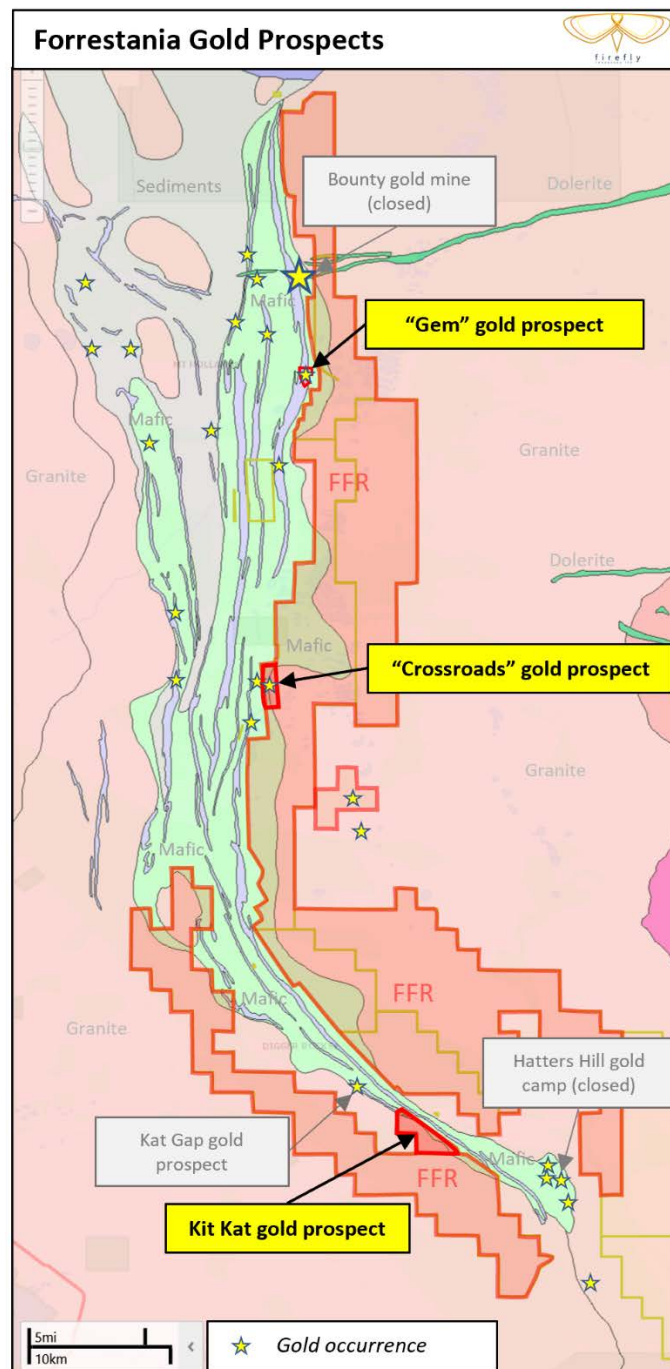 Forrestania Gold Prospects
firefly
Sediments
Bounty gold mine
(closed)
Dolerite
Mafic
"Gem" gold prospect
Mafic
Granite
FFR
Granite
Dolerite
Mafic
"Crossroads" gold prospect
Granite
Mafic
FFR
Mafic
Granite
Hatters Hill gold
camp (closed)
Kat Gap gold
prospect
Mafic
FFR
Kit Kat gold prospect
5mi
10km
Gold occurrence